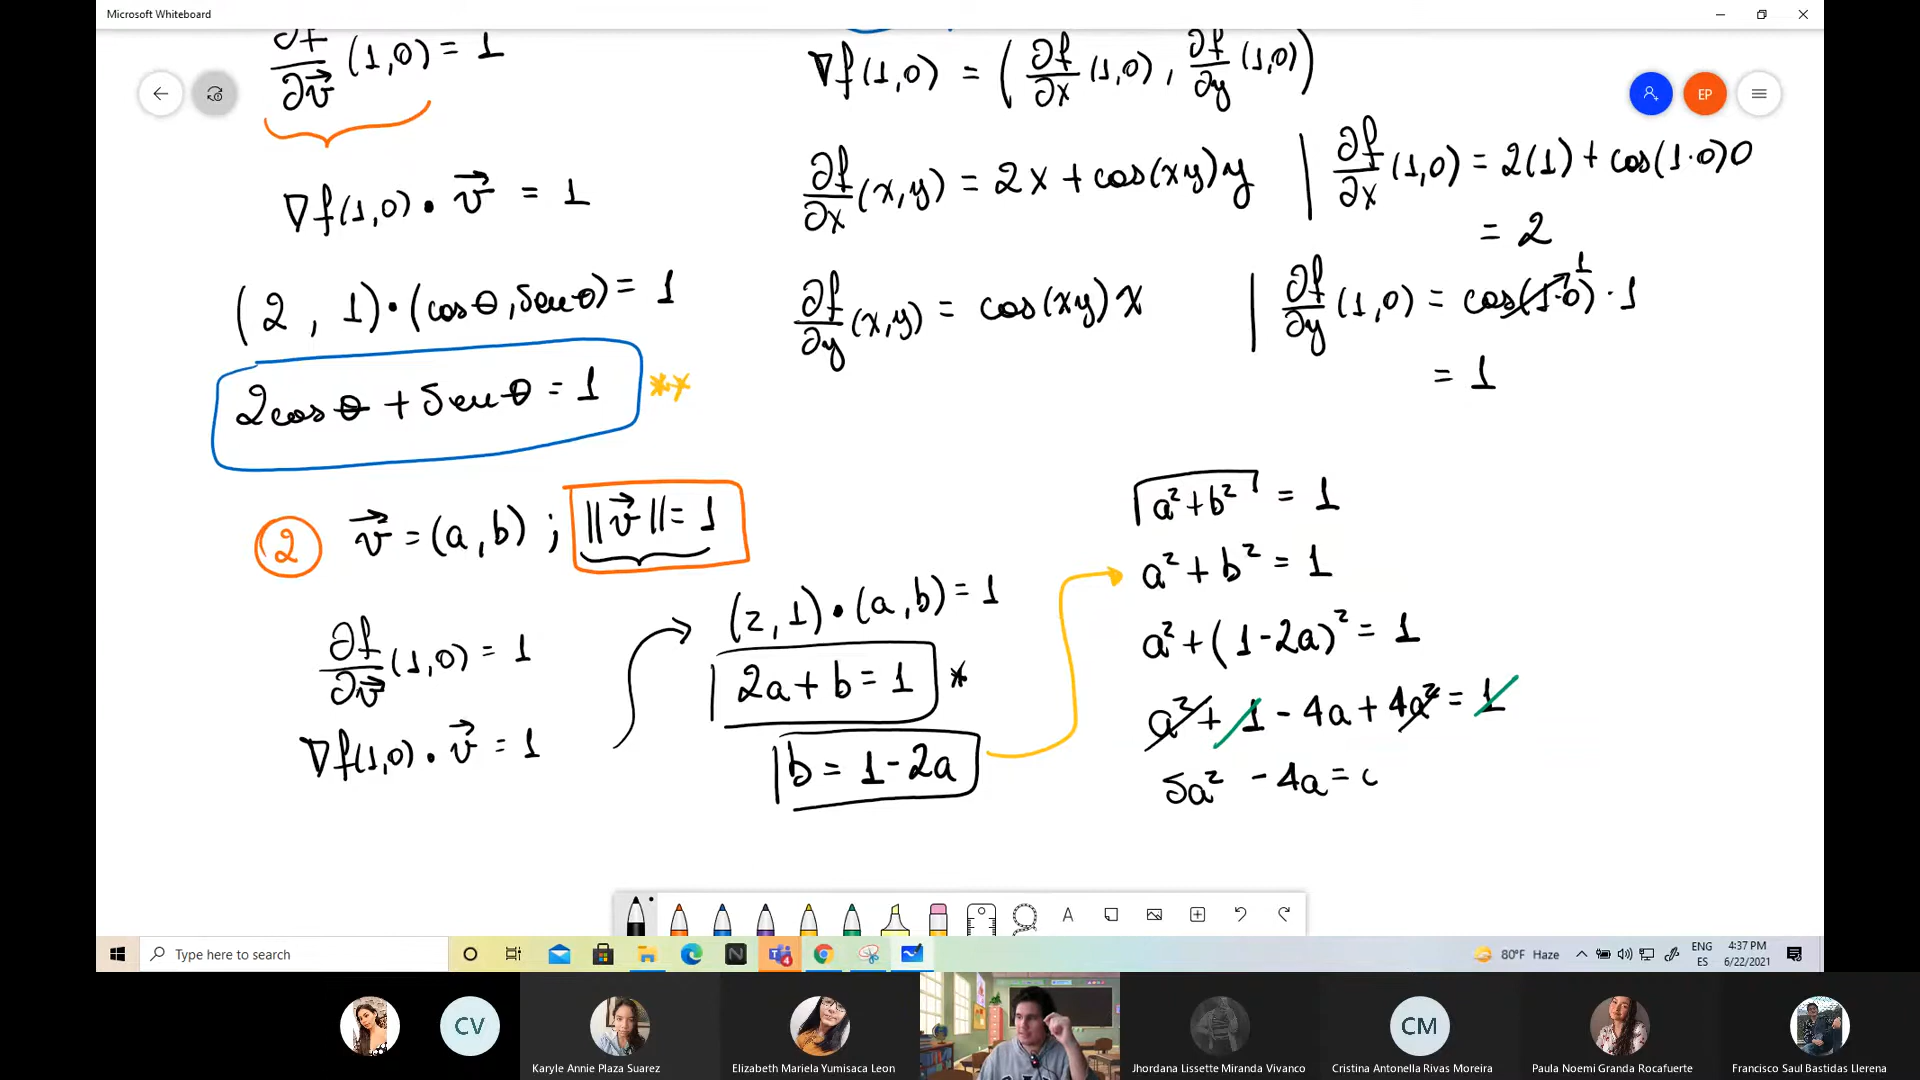 Microsoft Whiteboard
∂f/∂v⃗ (1,0) = 1
∇f(1,0) • v⃗ = 1
(2 , 1)•(cosθ, senθ) = 1
2cosθ + senθ = 1 **
∇f(1,0) = (∂f/∂x (1,0), ∂f/∂y (1,0))
∂f/∂x (x,y) = 2x + cos(xy)y | ∂f/∂x (1,0) = 2(1) + cos(1·0)0
= 2
∂f/∂y (x,y) = cos(xy)x | ∂f/∂y (1,0) = cos(1·0)·1
1
= 1
EP
2 v⃗ = (a,b) ; ||v⃗|| = 1
∂f/∂v⃗ (1,0) = 1
∇f(1,0) • v⃗ = 1
(2, 1)•(a,b) = 1
2a + b = 1 *
b = 1 - 2a
√a² + b² = 1
a² + b² = 1
a² + (1 - 2a)² = 1
a² + 1 - 4a + 4a² = 1
5a² - 4a =
A
Type here to search
N
4
80°F Haze
ENG
ES
4:37 PM
6/22/2021
CV
Karyle Annie Plaza Suarez
Elizabeth Mariela Yumisaca Leon
Jhordana Lissette Miranda Vivanco
CM
Cristina Antonella Rivas Moreira
Paula Noemi Granda Rocafuerte
Francisco Saul Bastidas Llerena